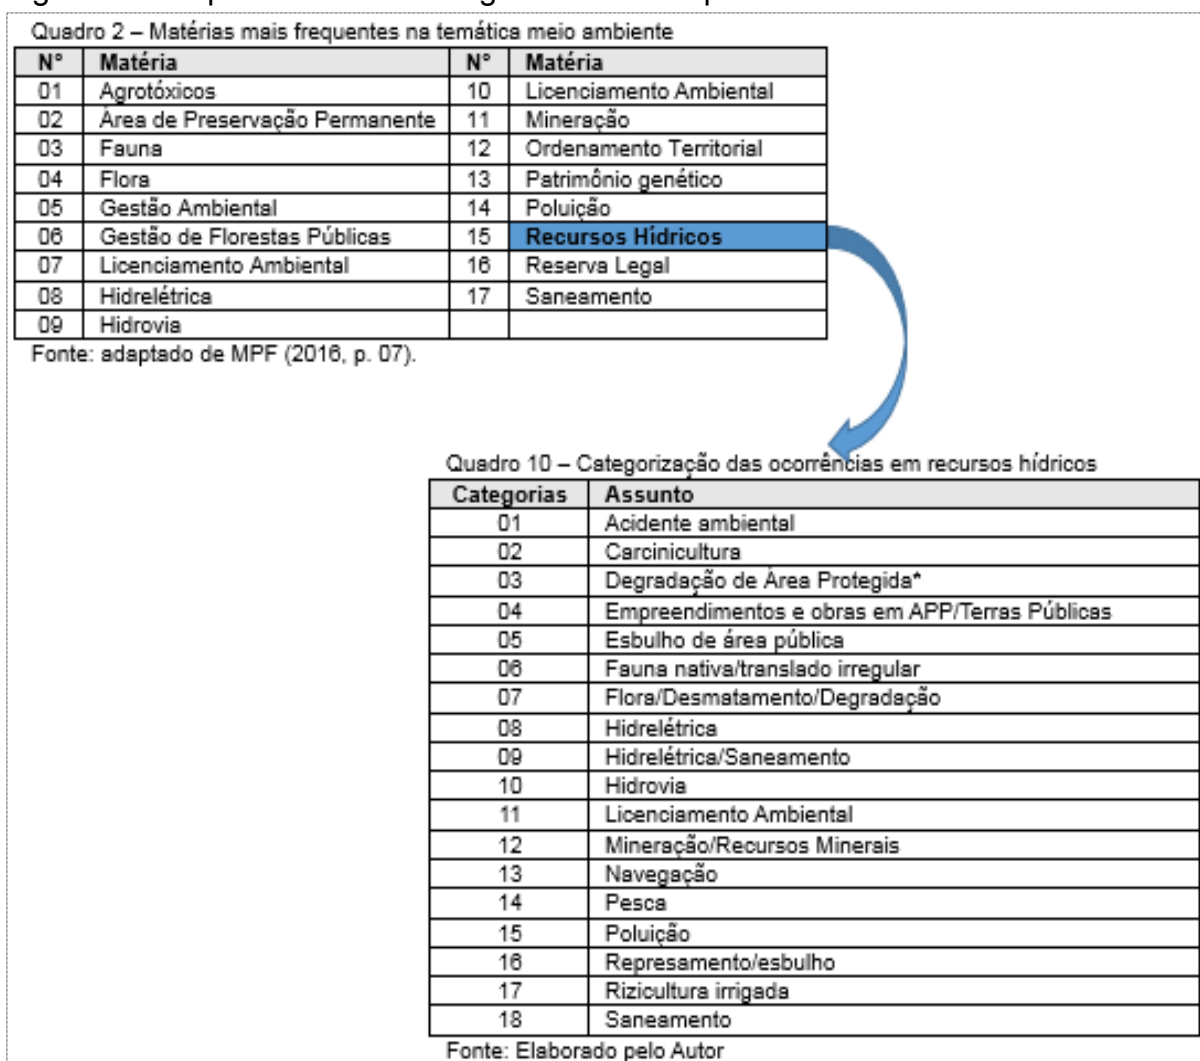 Quadro 2 – Matérias mais frequentes na temática meio ambiente
N° Matéria N° Matéria
01 Agrotóxicos 10 Licenciamento Ambiental
02 Área de Preservação Permanente 11 Mineração
03 Fauna 12 Ordenamento Territorial
04 Flora 13 Patrimônio genético
05 Gestão Ambiental 14 Poluição
06 Gestão de Florestas Públicas 15 Recursos Hídricos
07 Licenciamento Ambiental 16 Reserva Legal
08 Hidrelétrica 17 Saneamento
09 Hidrovia
Fonte: adaptado de MPF (2016, p. 07).
Quadro 10 – Categorização das ocorrências em recursos hídricos
Categorias Assunto
01 Acidente ambiental
02 Carcinicultura
03 Degradação de Área Protegida*
04 Empreendimentos e obras em APP/Terras Públicas
05 Esbulho de área pública
06 Fauna nativa/translado irregular
07 Flora/Desmatamento/Degradação
08 Hidrelétrica
09 Hidrelétrica/Saneamento
10 Hidrovia
11 Licenciamento Ambiental
12 Mineração/Recursos Minerais
13 Navegação
14 Pesca
15 Poluição
16 Represamento/esbulho
17 Rizicultura irrigada
18 Saneamento
Fonte: Elaborado pelo Autor